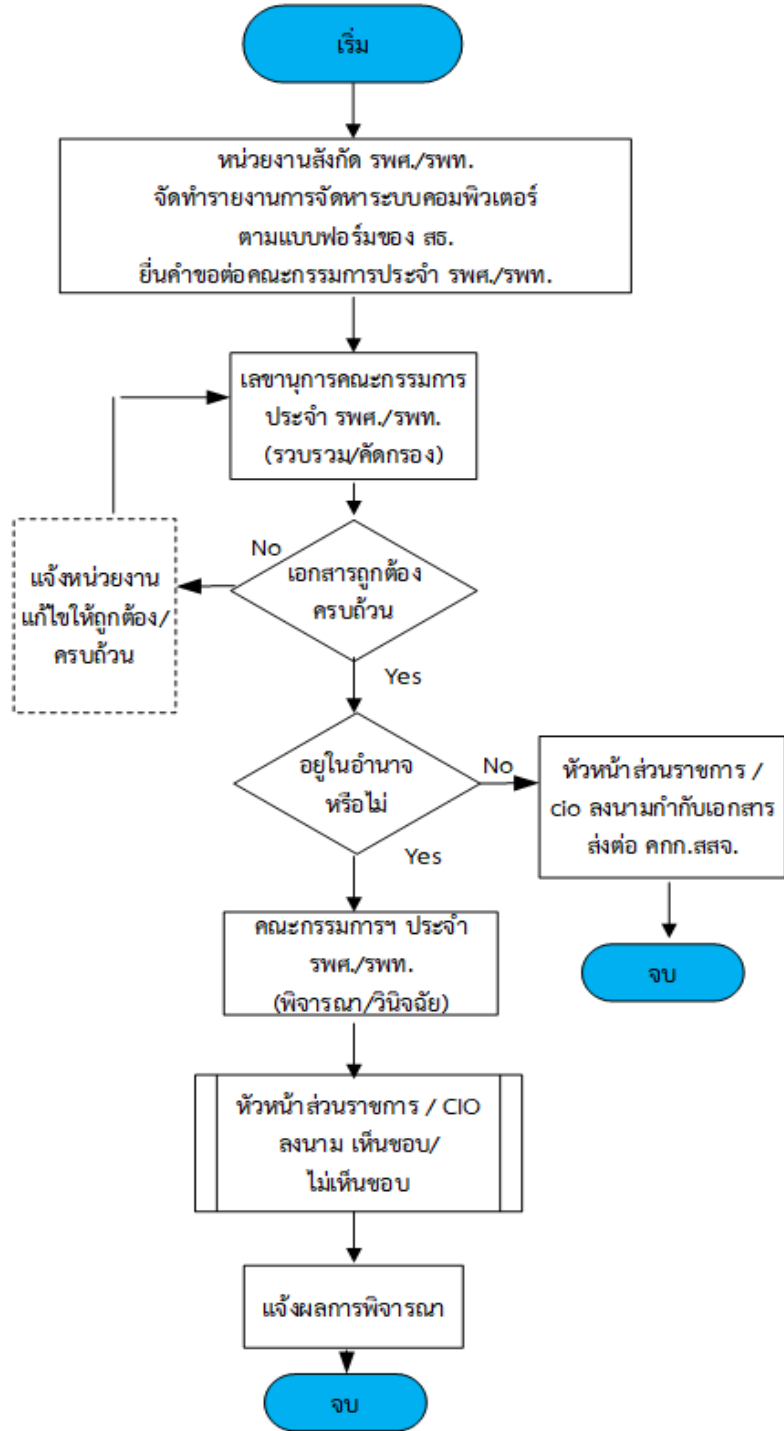 เริ่ม
หน่วยงานสังกัด รพศ./รพท.
จัดทำรายงานการจัดหาระบบคอมพิวเตอร์
ตามแบบฟอร์มของ สธ.
ยื่นคำขอต่อคณะกรรมการประจำ รพศ./รพท.
เลขานุการคณะกรรมการ
ประจำ รพศ./รพท.
(รวบรวม/คัดกรอง)
No
เอกสารถูกต้อง
ครบถ้วน
แจ้งหน่วยงาน
แก้ไขให้ถูกต้อง/
ครบถ้วน
Yes
อยู่ในอำนาจ
หรือไม่
No
หัวหน้าส่วนราชการ /
cio ลงนามกำกับเอกสาร
ส่งต่อ คกก.สสจ.
Yes
จบ
คณะกรรมการฯ ประจำ
รพศ./รพท.
(พิจารณา/วินิจฉัย)
หัวหน้าส่วนราชการ / CIO
ลงนาม เห็นชอบ/
ไม่เห็นชอบ
แจ้งผลการพิจารณา
จบ